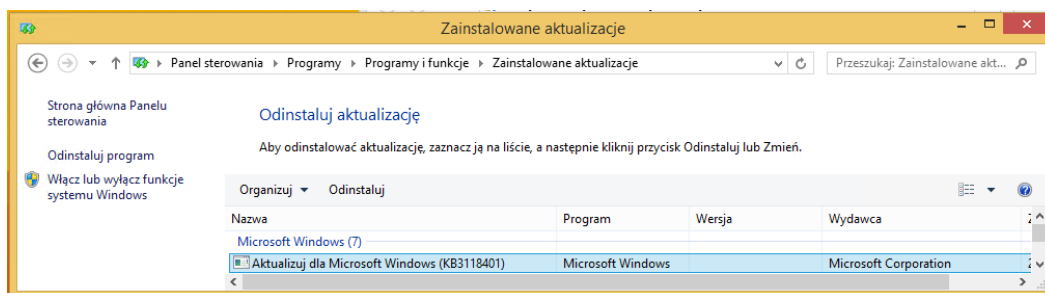 Zainstalowane aktualizacje
Panel sterowania Programy Programy i funkcje Zainstalowane aktualizacje
Przeszukaj: Zainstalowane akt...
Strona główna Panelu
sterowania
Odinstaluj program
Włącz lub wyłącz funkcje
systemu Windows
Odinstaluj aktualizację
Aby odinstalować aktualizację, zaznacz ją na liście, a następnie kliknij przycisk Odinstaluj lub Zmień.
Organizuj Odinstaluj
Nazwa Program Wersja Wydawca
Microsoft Windows (7)
Aktualizuj dla Microsoft Windows (KB3118401) Microsoft Windows Microsoft Corporation